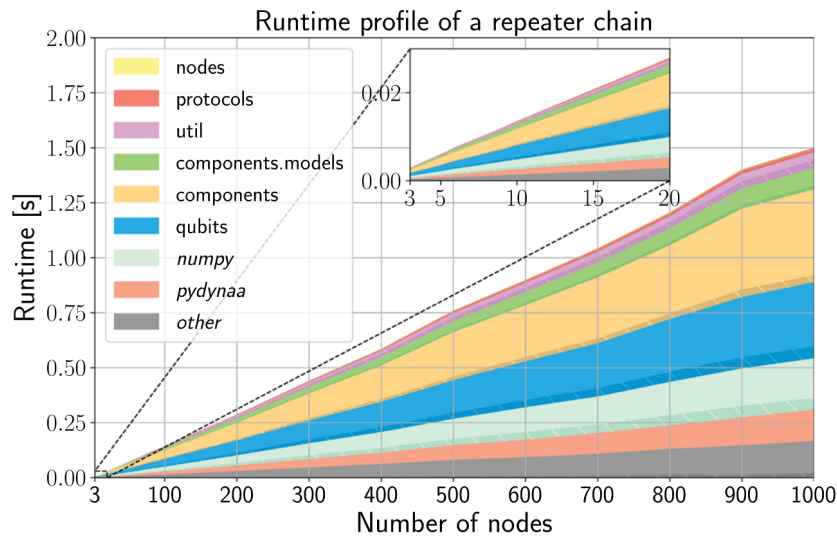 Runtime profile of a repeater chain
Runtime [s]
2.00
1.75
1.50
1.25
1.00
0.75
0.50
0.25
0.00
nodes
protocols
util
components.models
components
qubits
numpy
pydynaa
other
0.02
0.00
3 5 10 15 20
3 100 200 300 400 500 600 700 800 900 1000
Number of nodes